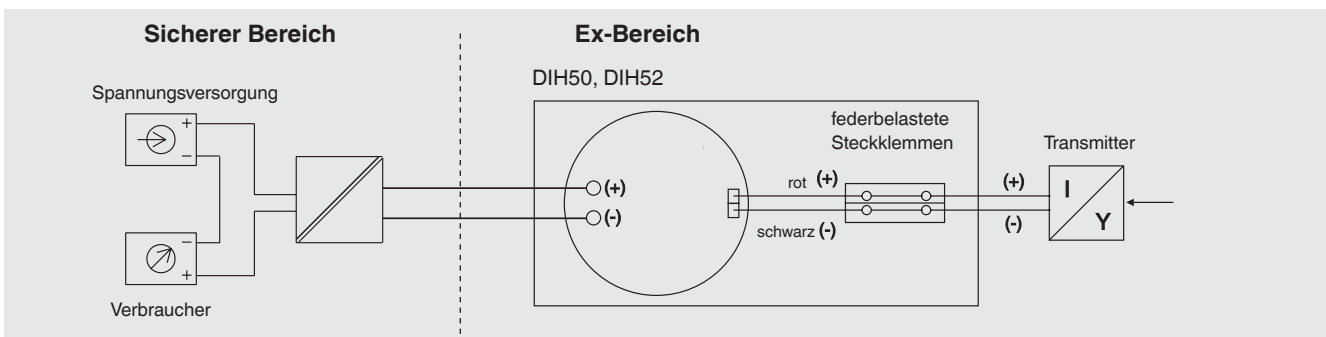 Sicherer Bereich
Ex-Bereich
DIH50, DIH52
Spannungsversorgung
+
–
federbelastete
Steckklemmen
Transmitter
(+)
(-)
rot (+)
schwarz (-)
(+)
(-)
I
Y
–
+
Verbraucher